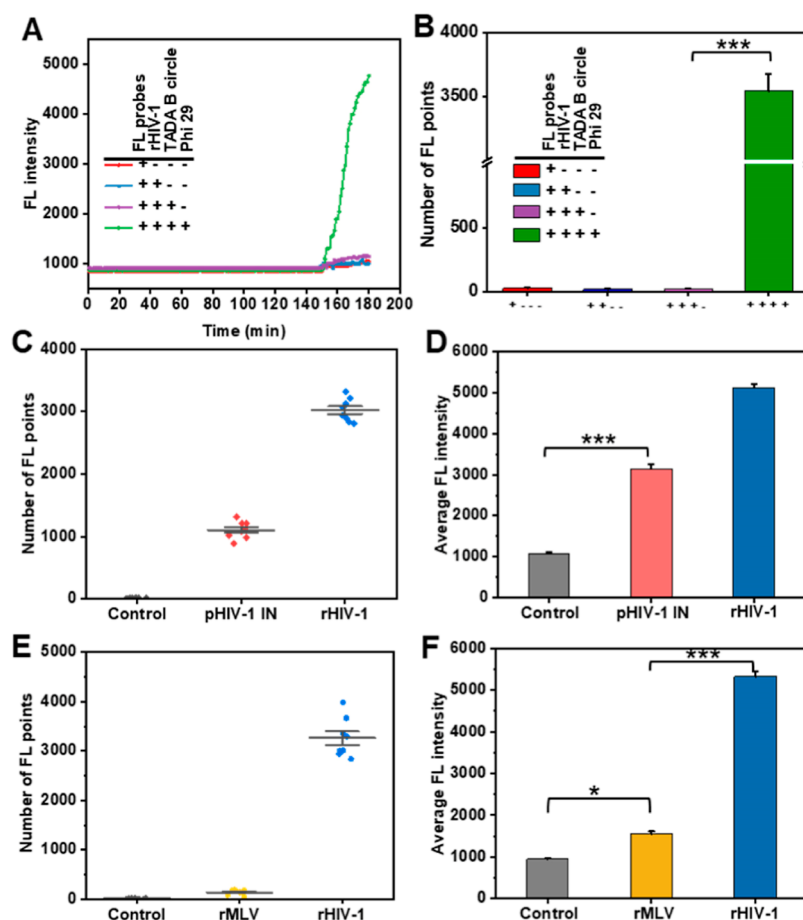 A
FL intensity
5000
4000
3000
2000
1000
0 20 40 60 80 100 120 140 160 180 200
Time (min)
FL probes
rHIV-1
TADA B circle
Phi 29
+ - - -
+ + - -
+ + + -
+ + + +
B
Number of FL points
4000
3500
500
0
FL probes
rHIV-1
TADA B circle
Phi 29
+ - - -
+ + - -
+ + + -
+ + + +
***
+ - - - + + - - + + + - + + + +
C
Number of FL points
4000
3000
2000
1000
0
Control pHIV-1 IN rHIV-1
D
Average FL intensity
6000
5000
4000
3000
2000
1000
0
***
Control pHIV-1 IN rHIV-1
E
Number of FL points
5000
4000
3000
2000
1000
0
Control rMLV rHIV-1
F
Average FL intensity
6000
5000
4000
3000
2000
1000
0
***
*
Control rMLV rHIV-1